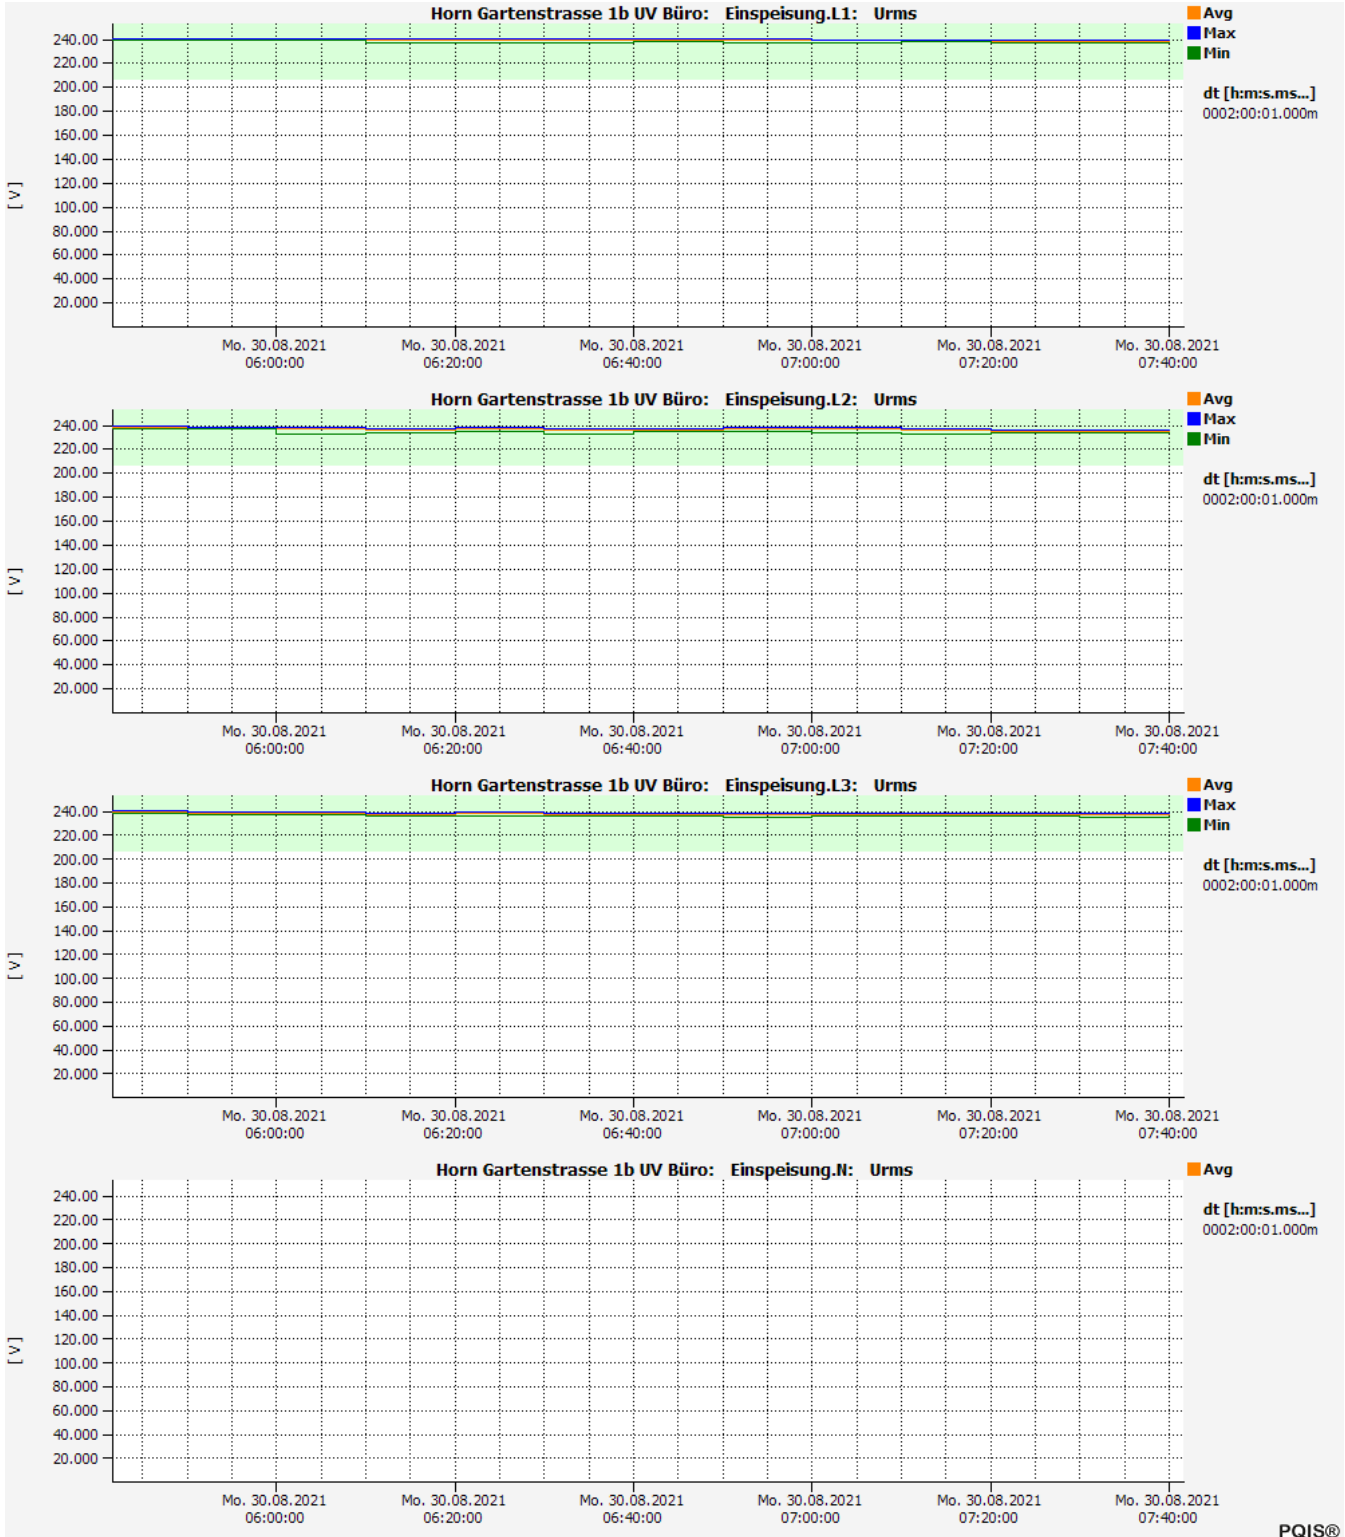 Horn Gartenstrasse 1b UV Büro: Einspeisung.L1: Urms
Avg
Max
Min
dt [h:m:s.ms...]
0002:00:01.000m
[ V ]
240.00
220.00
200.00
180.00
160.00
140.00
120.00
100.00
80.000
60.000
40.000
20.000
Mo. 30.08.2021 Mo. 30.08.2021 Mo. 30.08.2021 Mo. 30.08.2021 Mo. 30.08.2021 Mo. 30.08.2021
06:00:00 06:20:00 06:40:00 07:00:00 07:20:00 07:40:00
Horn Gartenstrasse 1b UV Büro: Einspeisung.L2: Urms
Avg
Max
Min
dt [h:m:s.ms...]
0002:00:01.000m
[ V ]
240.00
220.00
200.00
180.00
160.00
140.00
120.00
100.00
80.000
60.000
40.000
20.000
Mo. 30.08.2021 Mo. 30.08.2021 Mo. 30.08.2021 Mo. 30.08.2021 Mo. 30.08.2021 Mo. 30.08.2021
06:00:00 06:20:00 06:40:00 07:00:00 07:20:00 07:40:00
Horn Gartenstrasse 1b UV Büro: Einspeisung.L3: Urms
Avg
Max
Min
dt [h:m:s.ms...]
0002:00:01.000m
[ V ]
240.00
220.00
200.00
180.00
160.00
140.00
120.00
100.00
80.000
60.000
40.000
20.000
Mo. 30.08.2021 Mo. 30.08.2021 Mo. 30.08.2021 Mo. 30.08.2021 Mo. 30.08.2021 Mo. 30.08.2021
06:00:00 06:20:00 06:40:00 07:00:00 07:20:00 07:40:00
Horn Gartenstrasse 1b UV Büro: Einspeisung.N: Urms
Avg
dt [h:m:s.ms...]
0002:00:01.000m
[ V ]
240.00
220.00
200.00
180.00
160.00
140.00
120.00
100.00
80.000
60.000
40.000
20.000
Mo. 30.08.2021 Mo. 30.08.2021 Mo. 30.08.2021 Mo. 30.08.2021 Mo. 30.08.2021 Mo. 30.08.2021
06:00:00 06:20:00 06:40:00 07:00:00 07:20:00 07:40:00
PQIS®